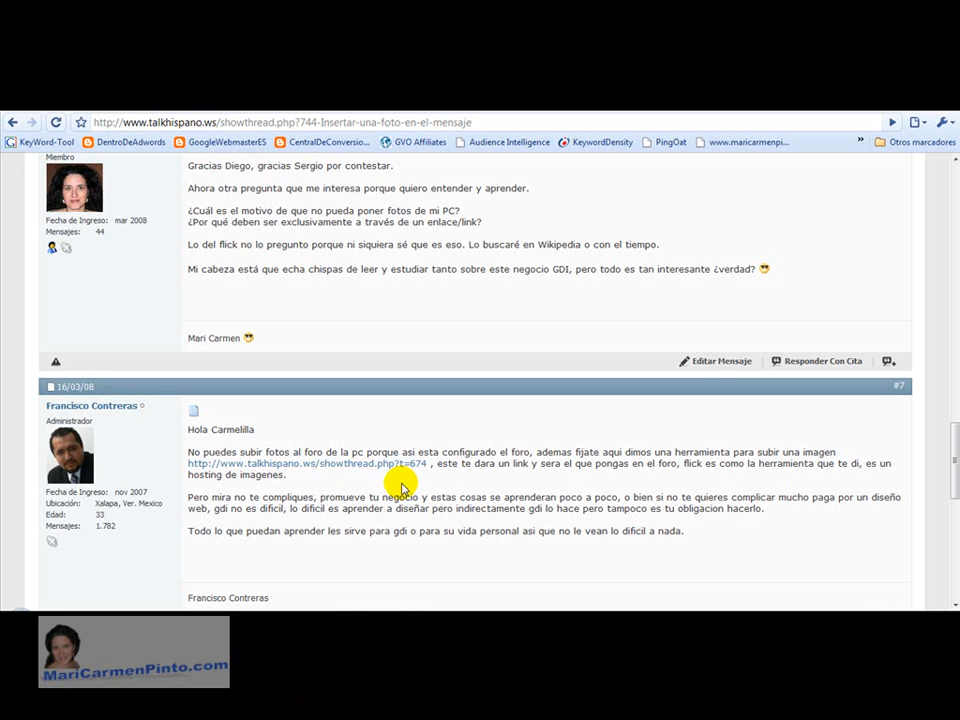 http://www.talkhispano.ws/showthread.php?744-Insertar-una-foto-en-el-mensaje
KeyWord-Tool DentroDeAdwords GoogleWebmasterES CentralDeConversio... GVO Affiliates Audience Intelligence KeywordDensity PingOat www.maricarmenpi... » Otros marcadores
Miembro
Fecha de Ingreso: mar 2008
Mensajes: 44
Gracias Diego, gracias Sergio por contestar.
Ahora otra pregunta que me interesa porque quiero entender y aprender.
¿Cuál es el motivo de que no pueda poner fotos de mi PC?
¿Por qué deben ser exclusivamente a través de un enlace/link?
Lo del flick no lo pregunto porque ni siquiera sé que es eso. Lo buscaré en Wikipedia o con el tiempo.
Mi cabeza está que echa chispas de leer y estudiar tanto sobre este negocio GDI, pero todo es tan interesante ¿verdad?
Mari Carmen
Editar Mensaje Responder Con Cita
16/03/08 #7
Francisco Contreras
Administrador
Fecha de Ingreso: nov 2007
Ubicación: Xalapa, Ver. Mexico
Edad: 33
Mensajes: 1.782
Hola Carmelilla
No puedes subir fotos al foro de la pc porque asi esta configurado el foro, ademas fijate aqui dimos una herramienta para subir una imagen
http://www.talkhispano.ws/showthread.php?t=674 , este te dara un link y sera el que pongas en el foro, flick es como la herramienta que te di, es un
hosting de imagenes.
Pero mira no te compliques, promueve tu negocio y estas cosas se aprenderan poco a poco, o bien si no te quieres complicar mucho paga por un diseño
web, gdi no es dificil, lo dificil es aprender a diseñar pero indirectamente gdi lo hace pero tampoco es tu obligacion hacerlo.
Todo lo que puedan aprender les sirve para gdi o para su vida personal asi que no le vean lo dificil a nada.
Francisco Contreras
MariCarmenPinto.com